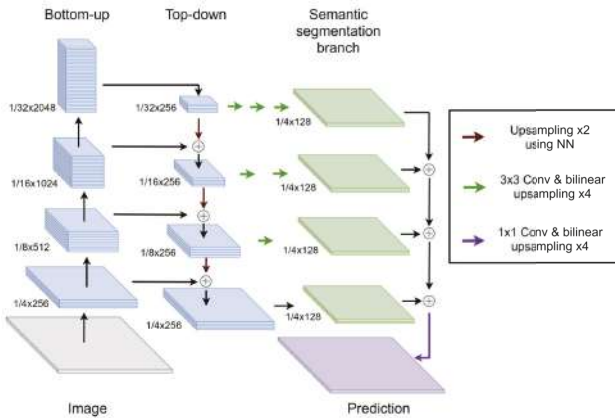 Bottom-up
Top-down
Semantic
segmentation
branch
1/32x2048
1/32x256
1/4x128
1/16x1024
1/16x256
1/4x128
1/8x512
1/8x256
1/4x128
1/4x256
1/4x256
1/4x128
Upsampling x2
using NN
3x3 Conv & bilinear
upsampling x4
1x1 Conv & bilinear
upsampling x4
Image
Prediction